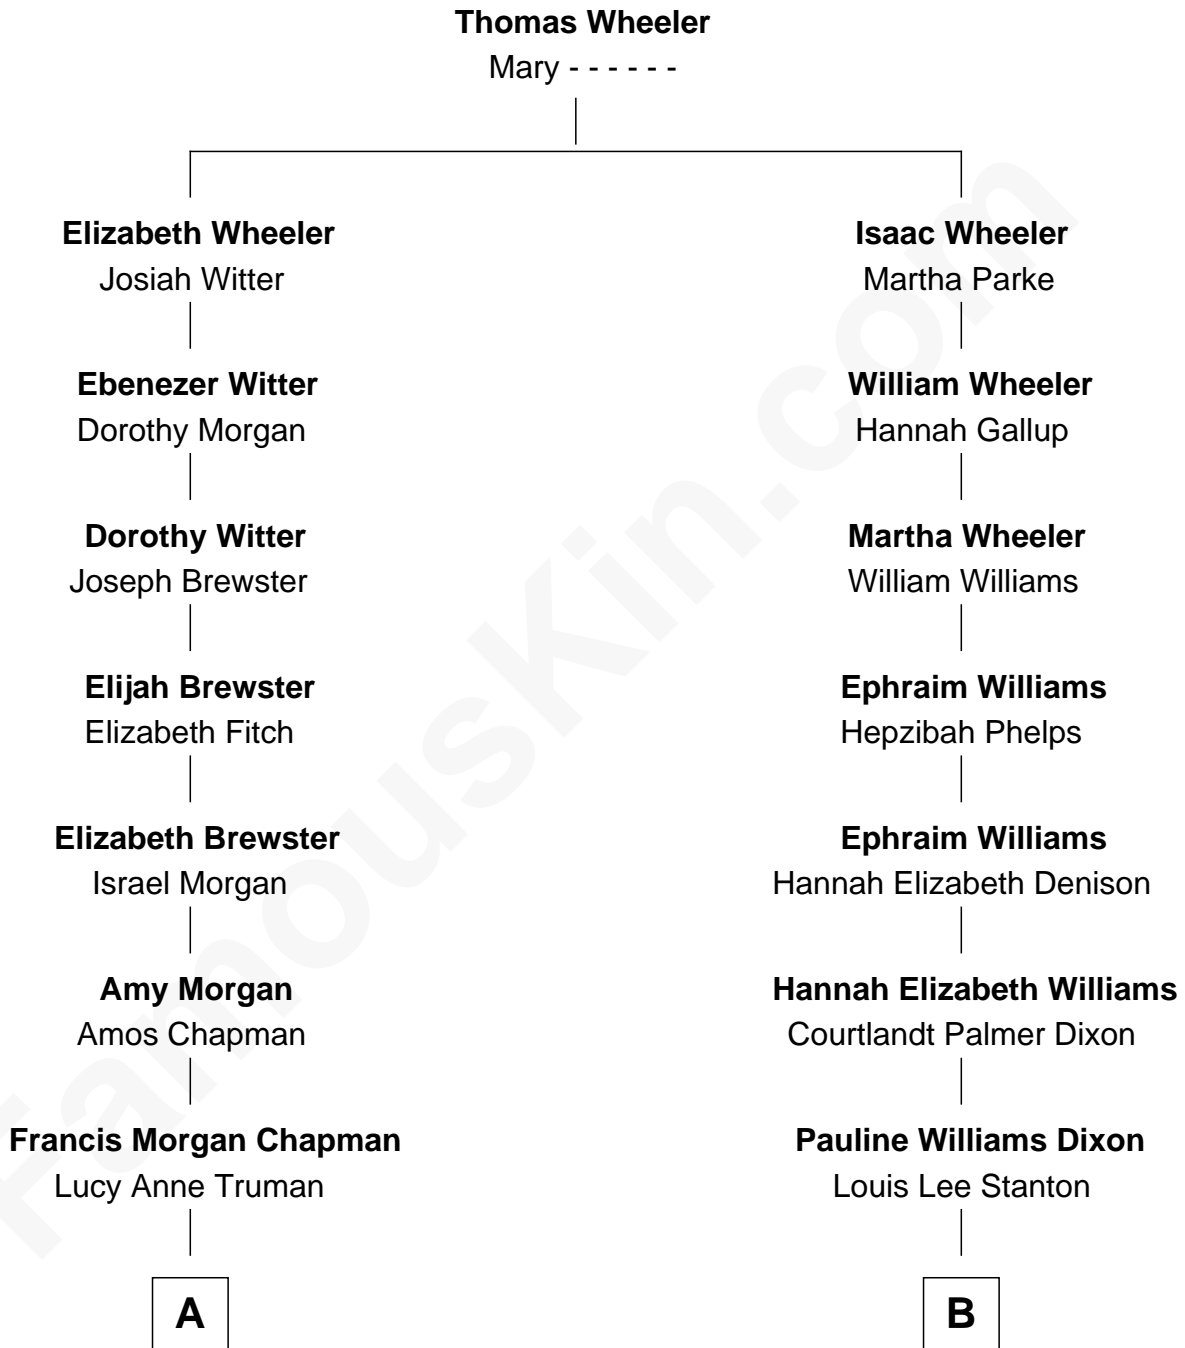 Thomas Wheeler
Mary - - - - - -
Elizabeth Wheeler
Josiah Witter
Isaac Wheeler
Martha Parke
Ebenezer Witter
Dorothy Morgan
William Wheeler
Hannah Gallup
Dorothy Witter
Joseph Brewster
Martha Wheeler
William Williams
Elijah Brewster
Elizabeth Fitch
Ephraim Williams
Hepzibah Phelps
Elizabeth Brewster
Israel Morgan
Ephraim Williams
Hannah Elizabeth Denison
Amy Morgan
Amos Chapman
Hannah Elizabeth Williams
Courtlandt Palmer Dixon
Francis Morgan Chapman
Lucy Anne Truman
Pauline Williams Dixon
Louis Lee Stanton
A
B
FamousKin.com